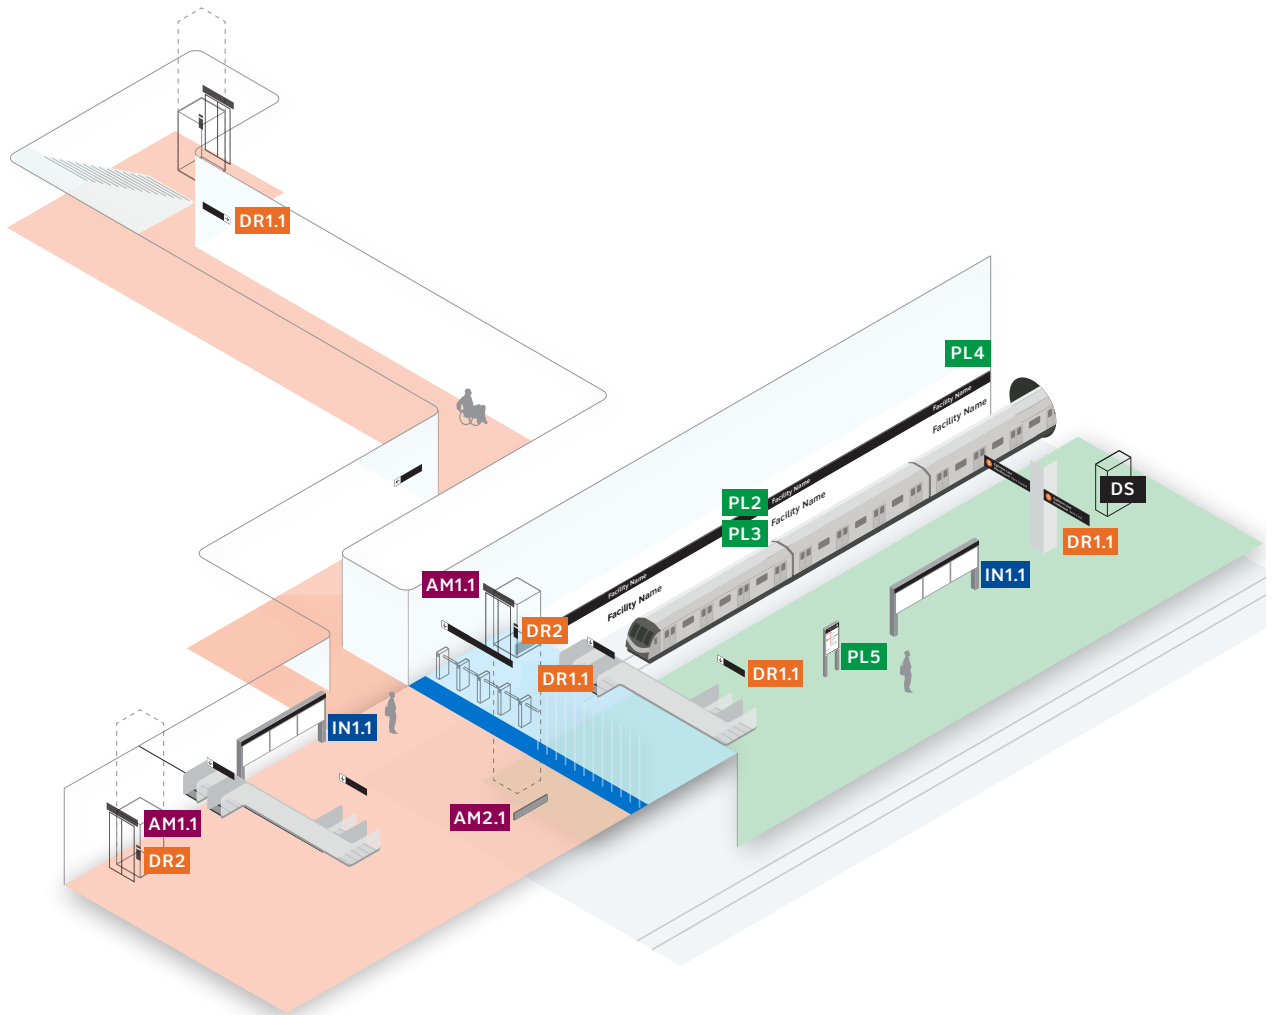 DR1.1
PL4
Facility Name
Facility Name
PL2
Facility Name
Facility Name
PL3
DS
DR1.1
IN1.1
AM1.1
Facility Name
Facility Name
DR2
PL5
DR1.1
DR1.1
IN1.1
AM2.1
AM1.1
DR2